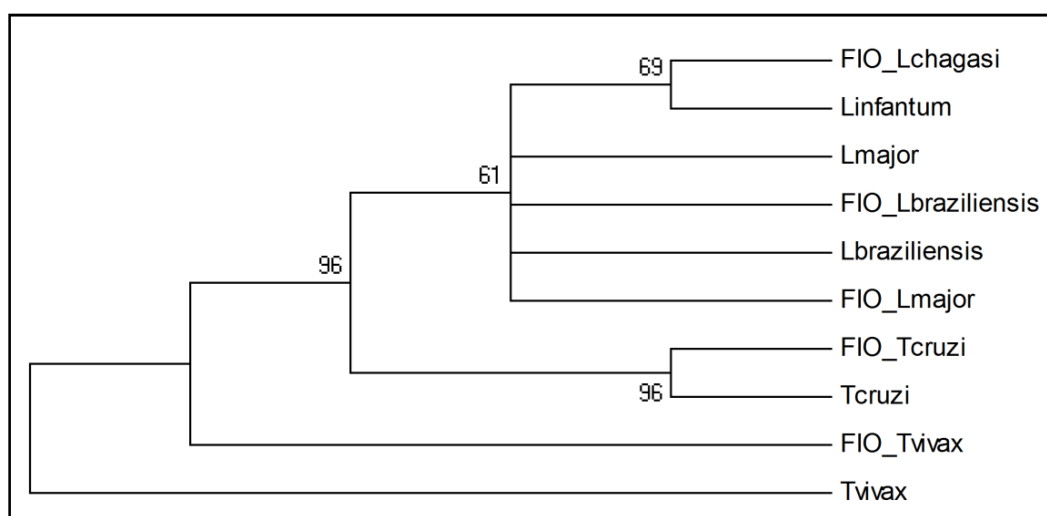 69
FIO_Lchagasi
Linfantum
Lmajor
61
FIO_Lbraziliensis
Lbraziliensis
96
FIO_Lmajor
FIO_Tcruzi
96
Tcruzi
FIO_Tvivax
Tvivax